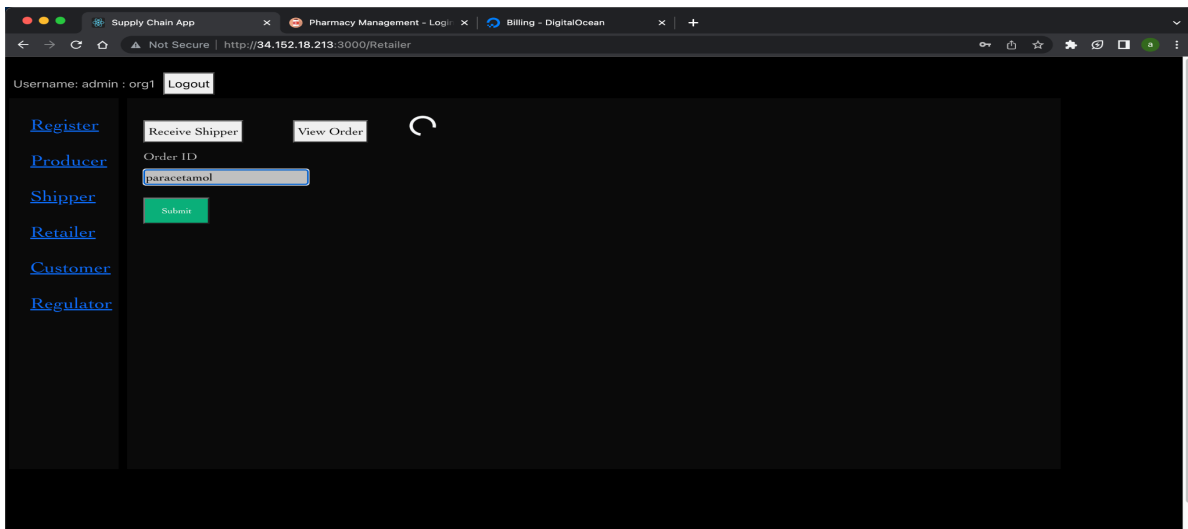 Supply Chain App
Pharmacy Management - Login
Billing - DigitalOcean
Not Secure | http://34.152.18.213:3000/Retailer
a
Username: admin : org1 Logout
Register
Producer
Shipper
Retailer
Customer
Regulator
Receive Shipper View Order
Order ID
paracetamol
Submit